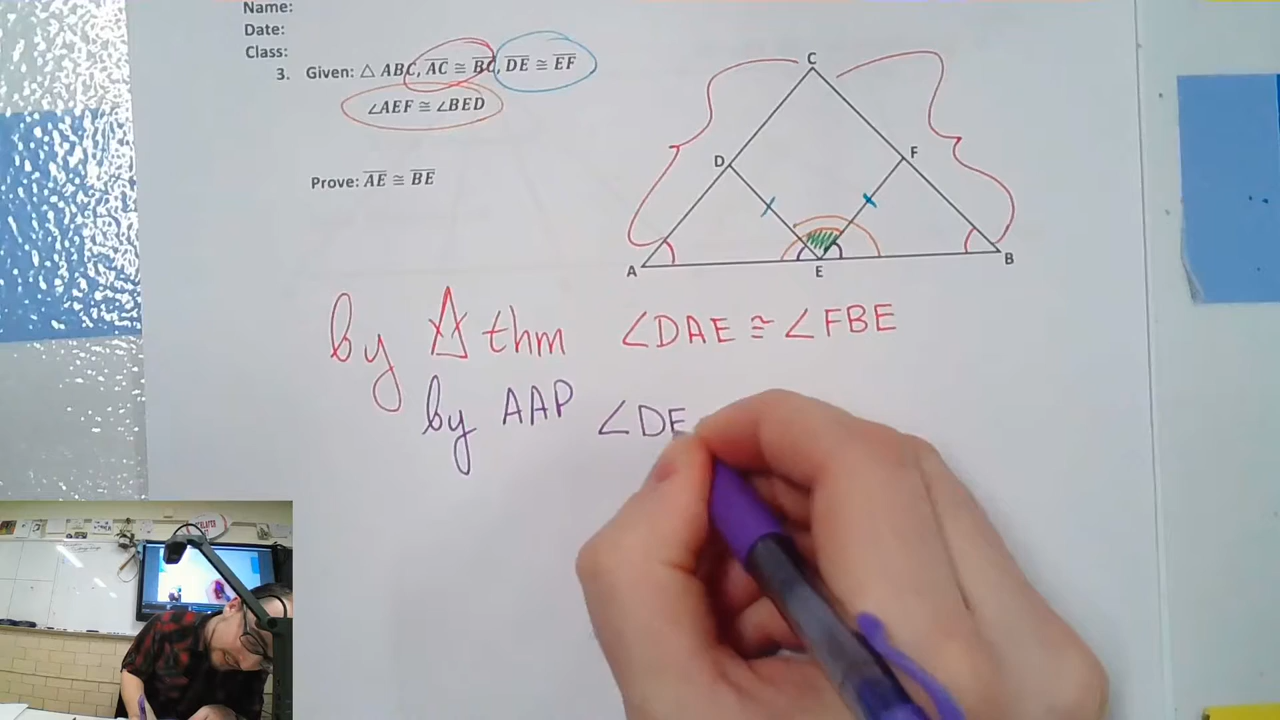 Name:
Date:
Class:
3. Given: △ ABC, AC ≅ BC, DE ≅ EF
∠AEF ≅ ∠BED
Prove: AE ≅ BE
C
D
F
A
E
B
by △ thm ∠DAE ≅ ∠FBE
by AAP ∠DE